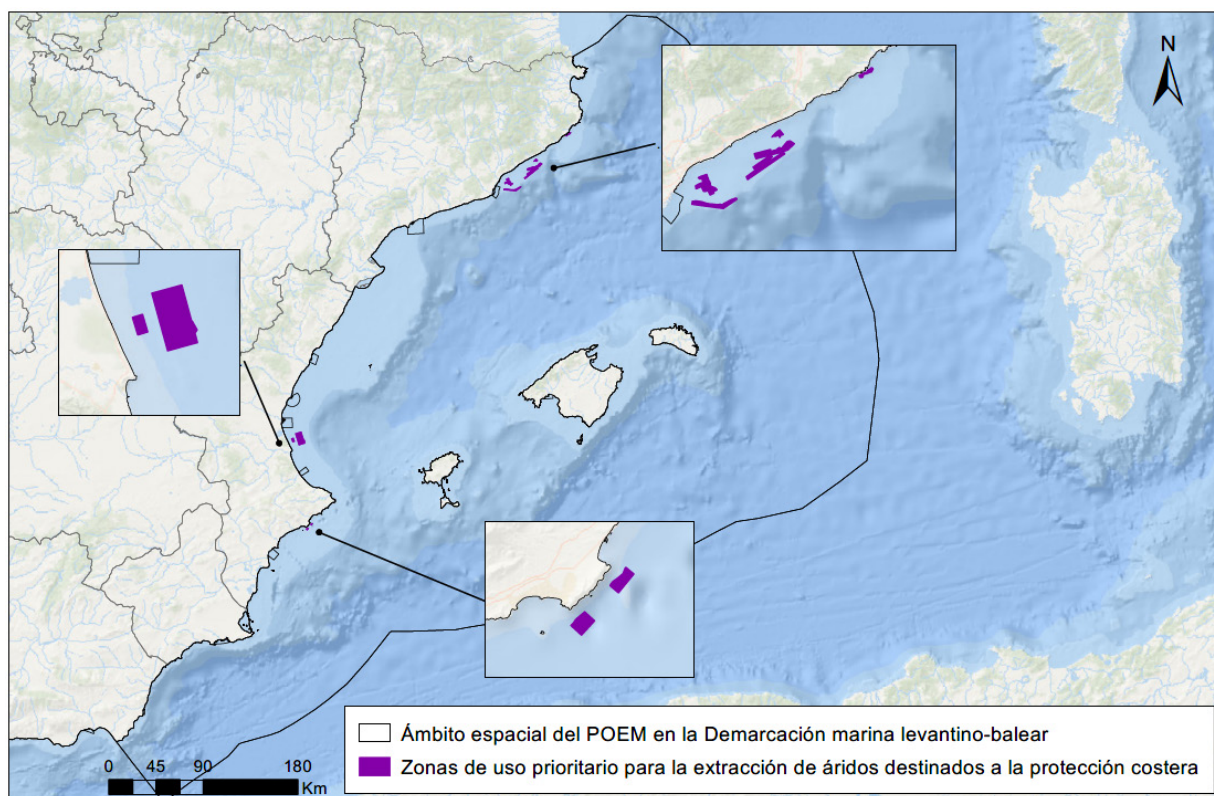 N
Ámbito espacial del POEM en la Demarcación marina levantino-balear
Zonas de uso prioritario para la extracción de áridos destinados a la protección costera
0 45 90 180
Km